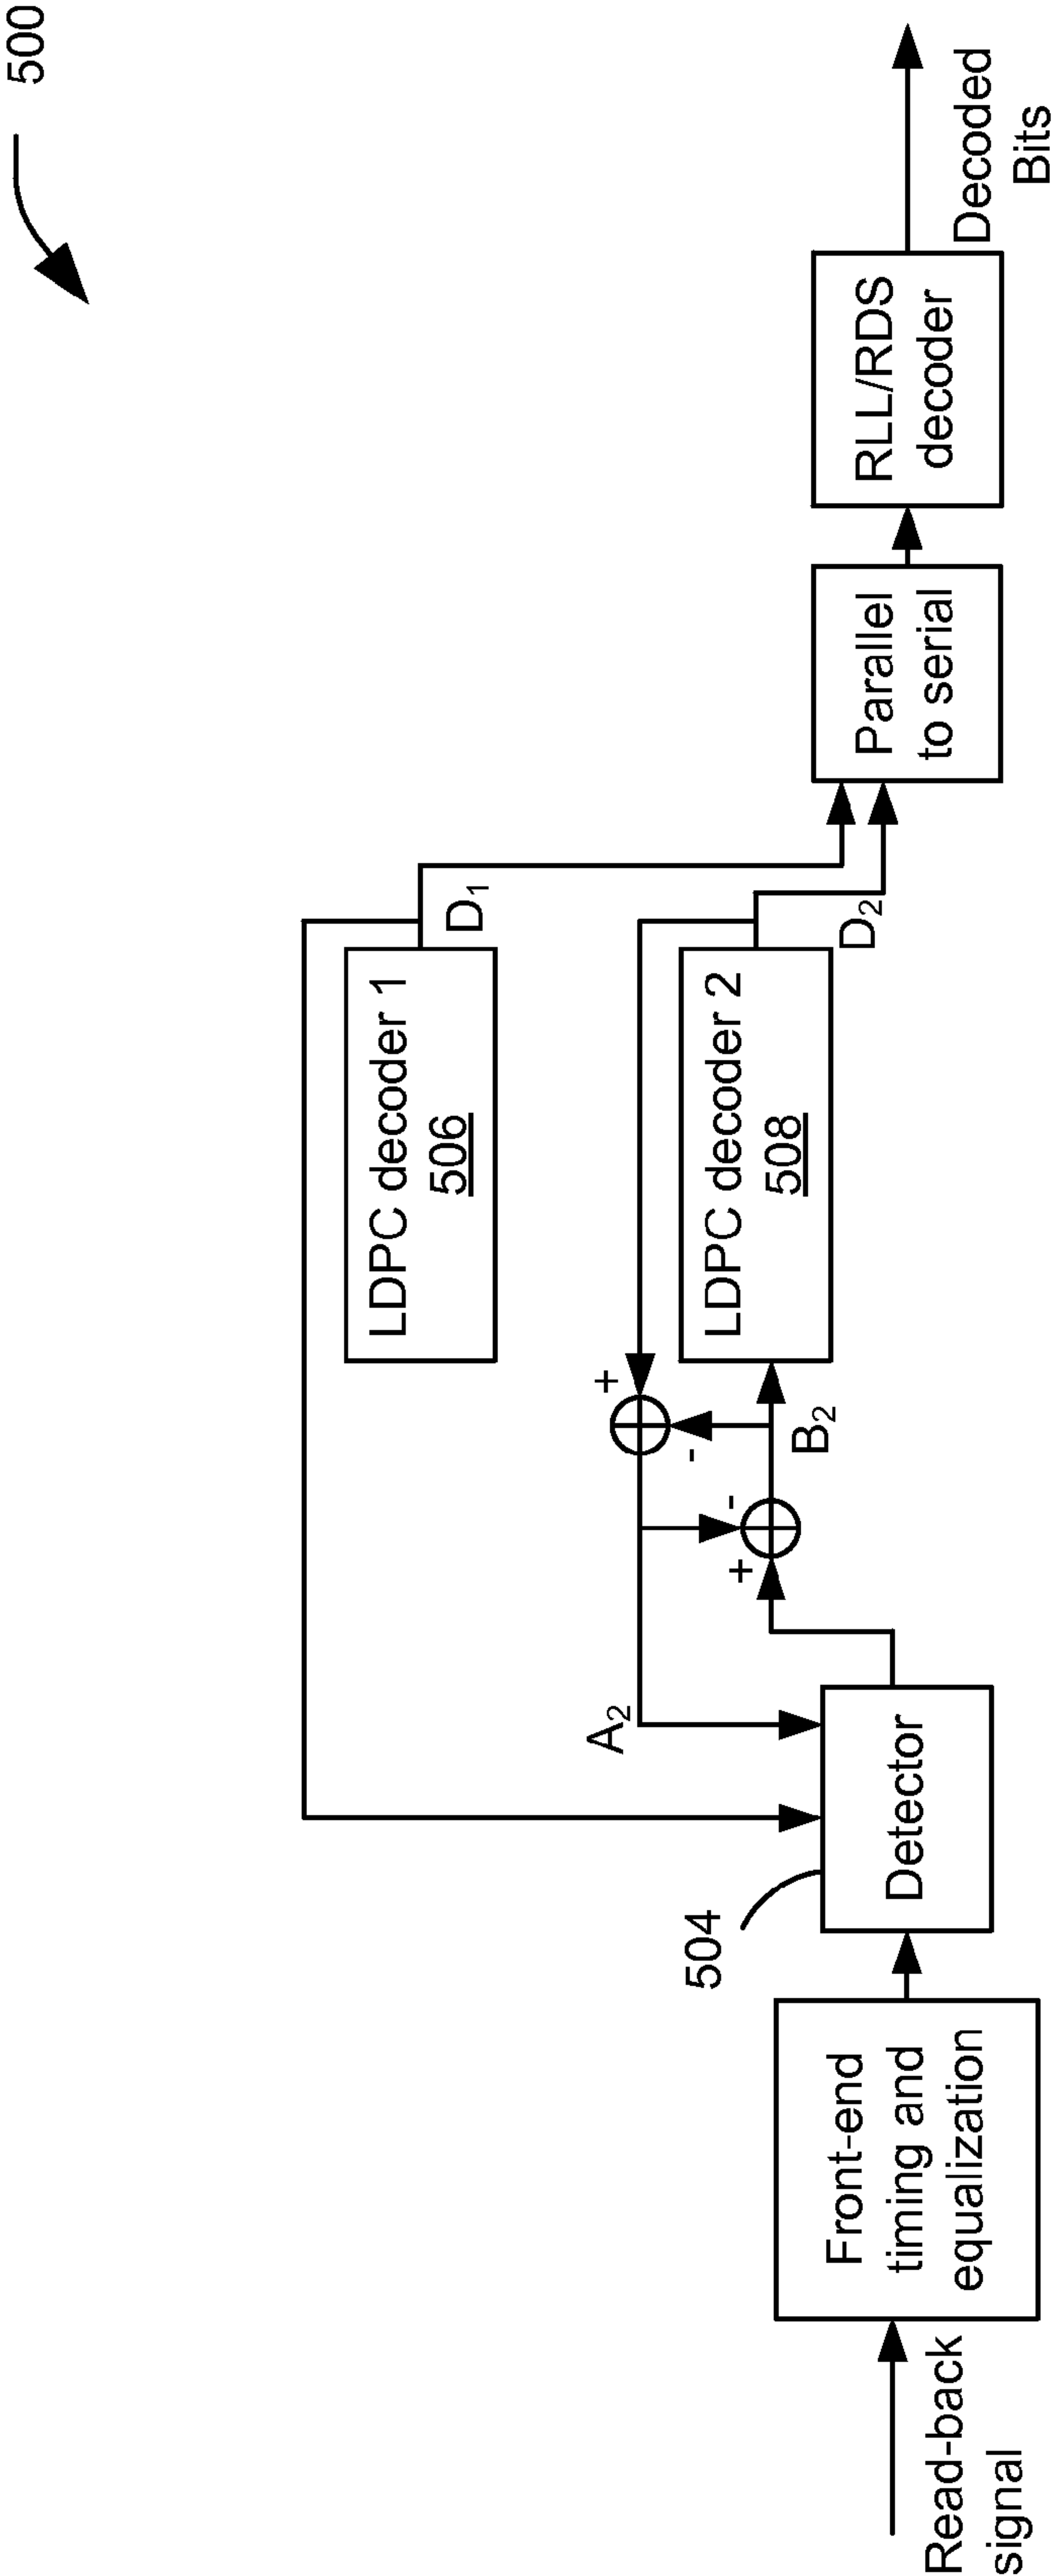 500
LDPC decoder 1
506
D₁
A₂
+
-
LDPC decoder 2
508
504
+
-
B₂
D₂
Read-back
signal
Front-end
timing and
equalization
Detector
Parallel
to serial
RLL/RDS
decoder
Decoded
Bits